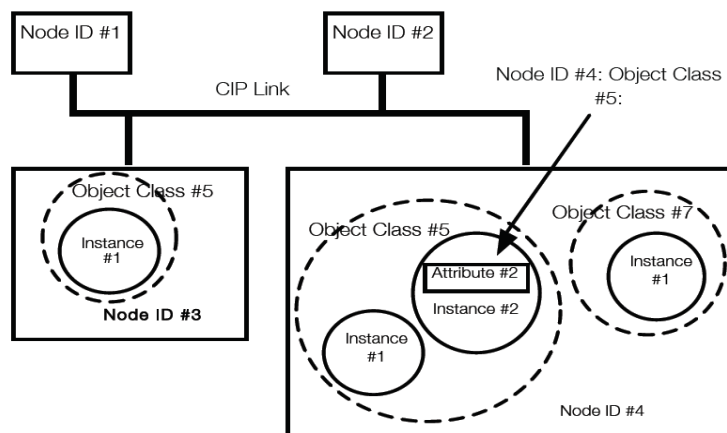 Node ID #1
Node ID #2
CIP Link
Node ID #4: Object Class
#5:
Object Class #5
Instance
#1
Node ID #3
Object Class #5
Attribute #2
Instance #2
Instance
#1
Object Class #7
Instance
#1
Node ID #4